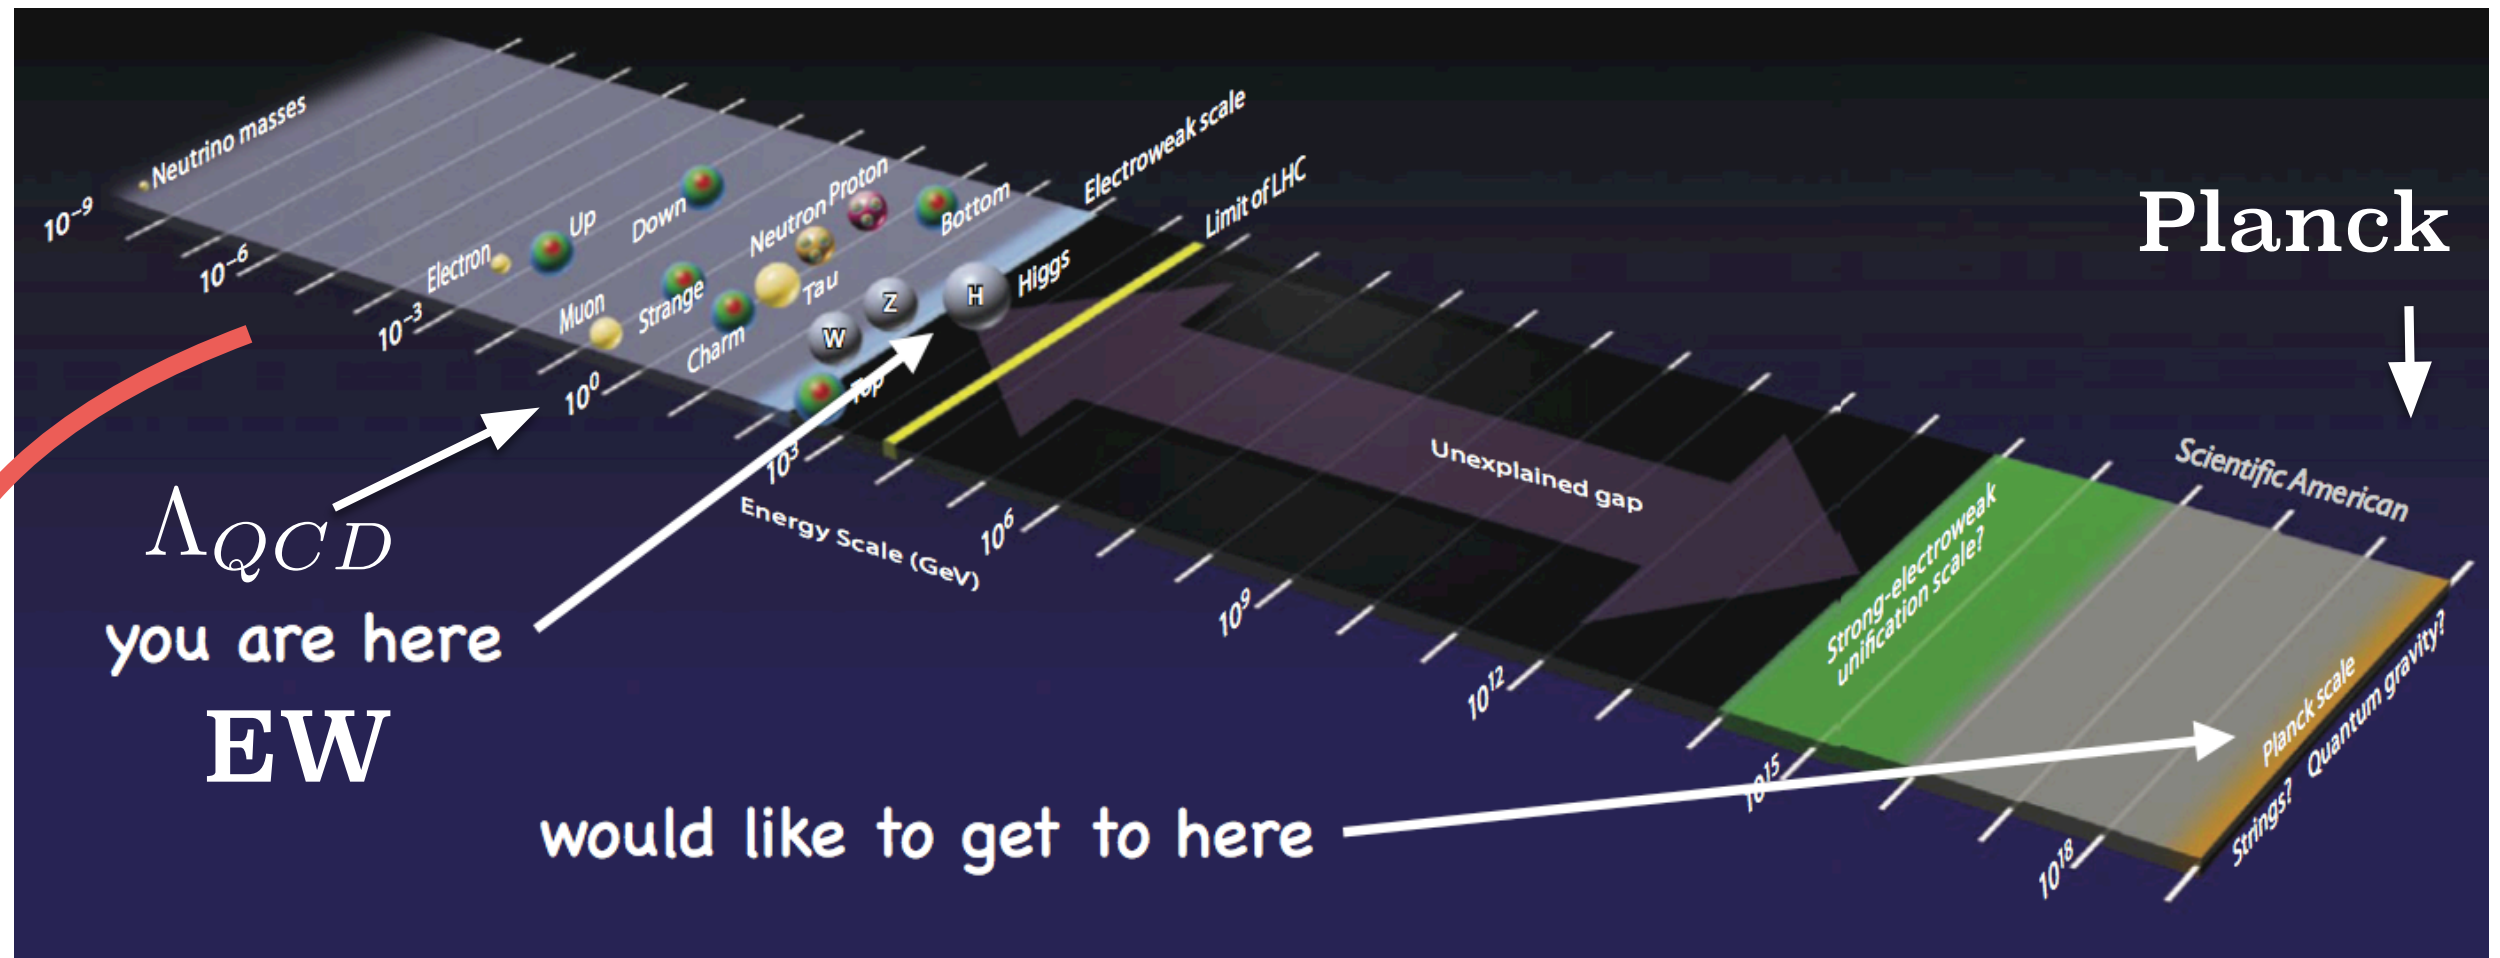 Neutrino masses
Electroweak scale
Limit of LHC
Planck
Proton
Bottom
Neutron
Down
Up
Electron
Higgs
H
Z
W
Tau
Strange
Charm
Muon
Top
10⁻⁹
10⁻⁶
10⁻³
10⁰
10³
10⁶
10⁹
10¹²
10¹⁵
10¹⁸
Energy Scale (GeV)
Unexplained gap
Scientific American
Strong-electroweak
unification scale?
Planck scale
Strings? Quantum gravity?
Λ_QCD
you are here
EW
would like to get to here